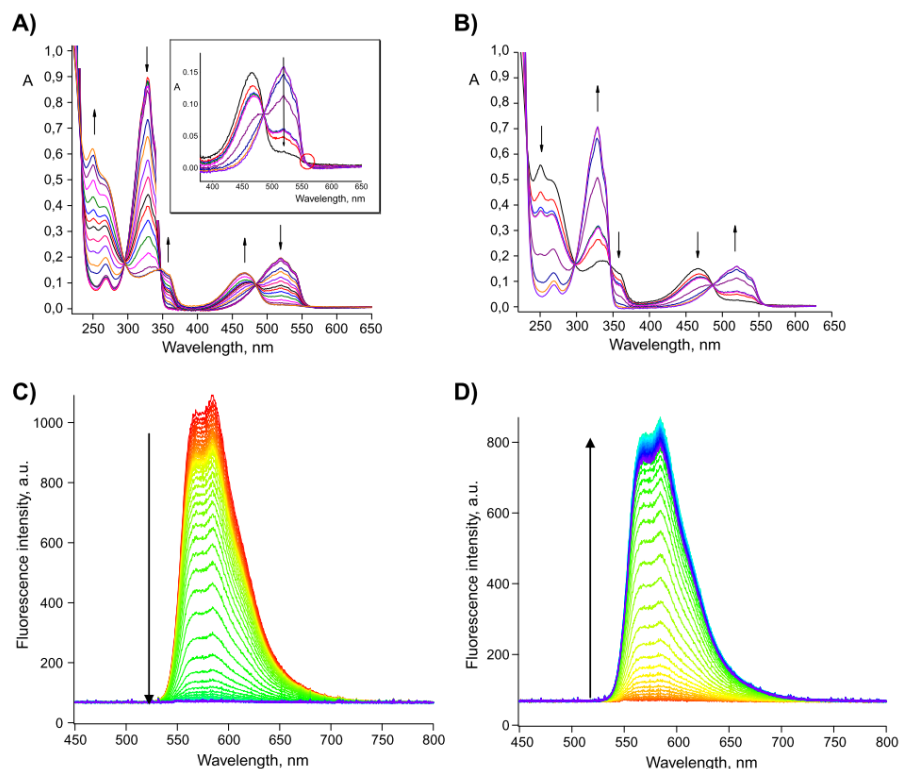 A)
1,0
0,9
0,8
0,7
0,6
0,5
0,4
0,3
0,2
0,1
0,0
A
250 300 350 400 450 500 550 600 650
Wavelength, nm
0.15
0.10
0.05
0.00
A
400 450 500 550 600 650
Wavelength, nm
B)
1,0
0,9
0,8
0,7
0,6
0,5
0,4
0,3
0,2
0,1
0,0
A
250 300 350 400 450 500 550 600 650
Wavelength, nm
C)
1000
800
600
400
200
0
Fluorescence intensity, a.u.
450 500 550 600 650 700 750 800
Wavelength, nm
D)
800
600
400
200
0
Fluorescence intensity, a.u.
450 500 550 600 650 700 750 800
Wavelength, nm